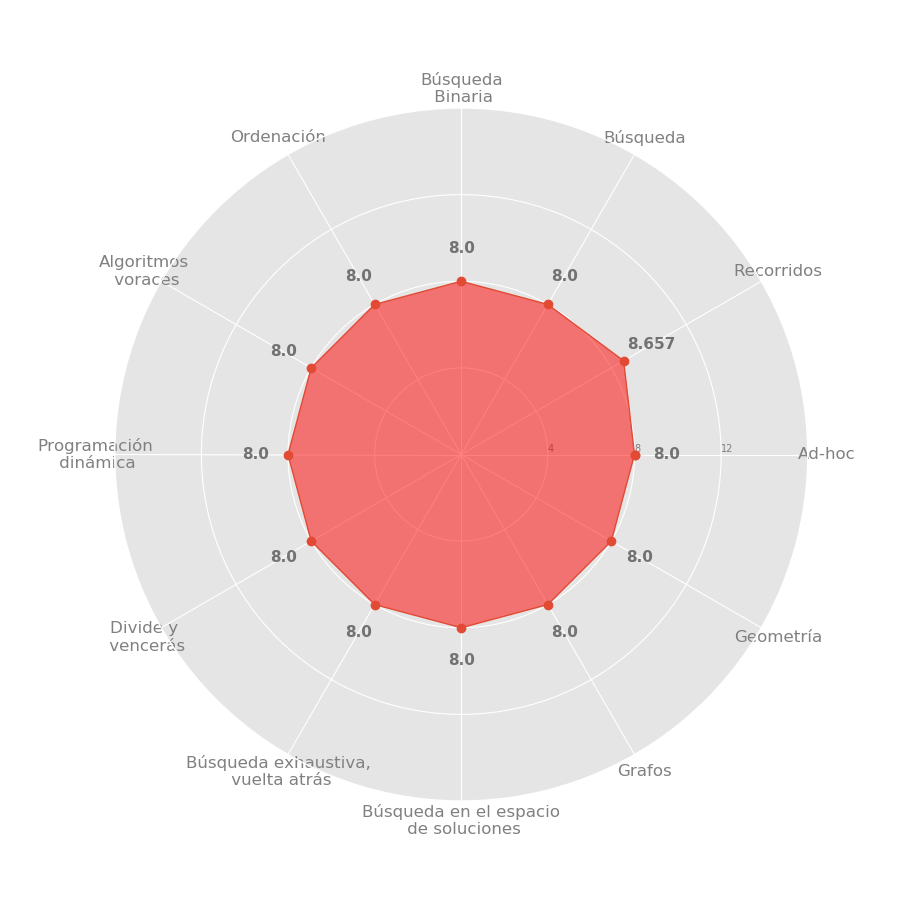 Búsqueda
Binaria
Ordenación
Búsqueda
8.0
Algoritmos
voraces
8.0
8.0
Recorridos
8.0
8.657
Programación
dinámica
8.0
4
8
12
8.0
Ad-hoc
8.0
8.0
Divide y
vencerás
8.0
8.0
8.0
Geometría
Búsqueda exhaustiva,
vuelta atrás
Grafos
Búsqueda en el espacio
de soluciones